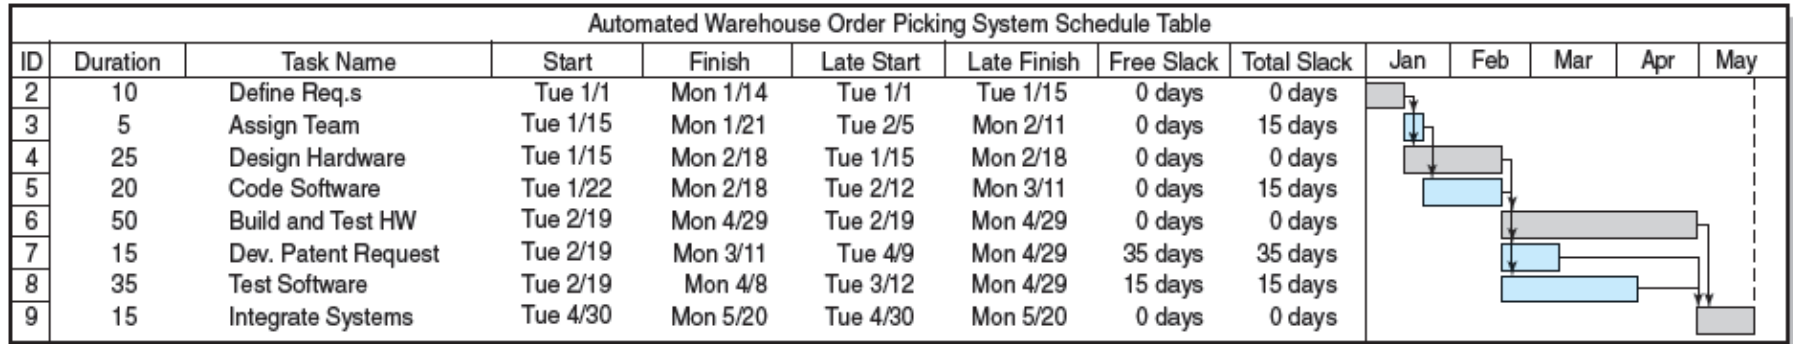 Automated Warehouse Order Picking System Schedule Table
ID Duration Task Name Start Finish Late Start Late Finish Free Slack Total Slack Jan Feb Mar Apr May
2 10 Define Req.s Tue 1/1 Mon 1/14 Tue 1/1 Tue 1/15 0 days 0 days
3 5 Assign Team Tue 1/15 Mon 1/21 Tue 2/5 Mon 2/11 0 days 15 days
4 25 Design Hardware Tue 1/15 Mon 2/18 Tue 1/15 Mon 2/18 0 days 0 days
5 20 Code Software Tue 1/22 Mon 2/18 Tue 2/12 Mon 3/11 0 days 15 days
6 50 Build and Test HW Tue 2/19 Mon 4/29 Tue 2/19 Mon 4/29 0 days 0 days
7 15 Dev. Patent Request Tue 2/19 Mon 3/11 Tue 4/9 Mon 4/29 35 days 35 days
8 35 Test Software Tue 2/19 Mon 4/8 Tue 3/12 Mon 4/29 15 days 15 days
9 15 Integrate Systems Tue 4/30 Mon 5/20 Tue 4/30 Mon 5/20 0 days 0 days